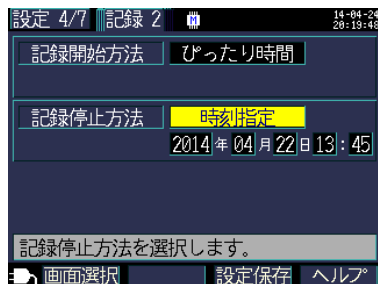 設定 4/7 記録 2 M 14-04-24
20:19:48
記録開始方法 ぴったり時間
記録停止方法 時刻指定
2014 年 04 月 22 日 13 : 45
記録停止方法を選択します。
画面選択 設定保存 ヘルプ